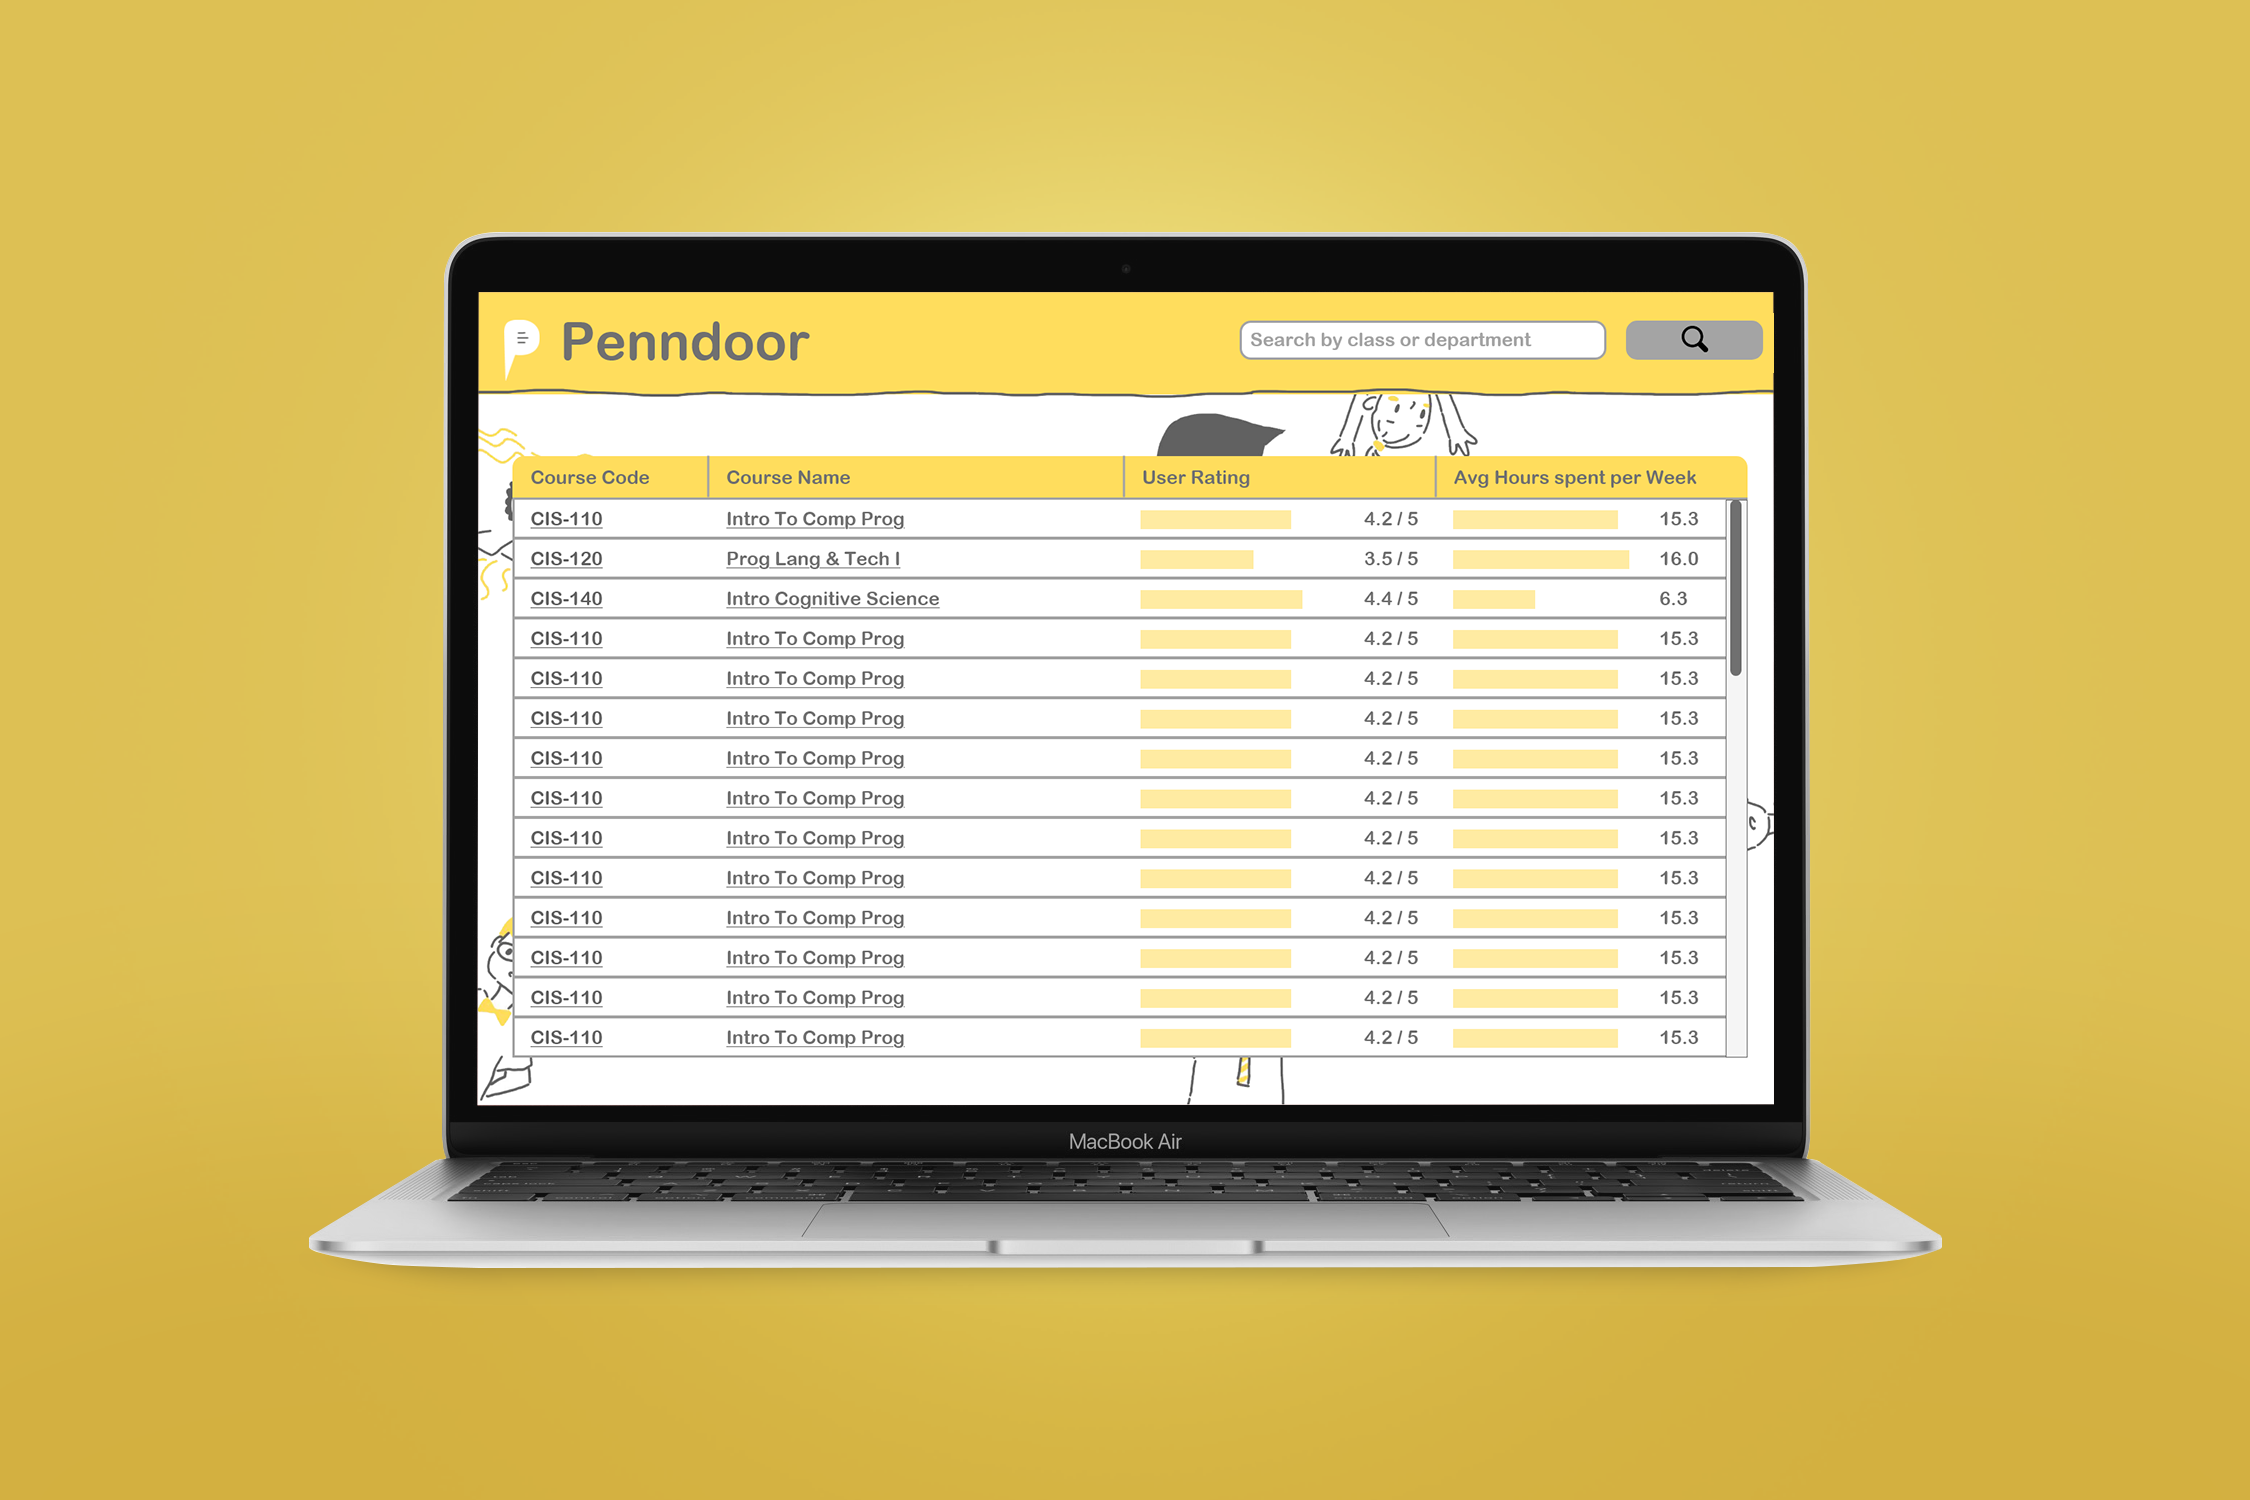 Penndoor
Search by class or department
Course Code Course Name User Rating Avg Hours spent per Week
CIS-110 Intro To Comp Prog 4.2 / 5 15.3
CIS-120 Prog Lang & Tech I 3.5 / 5 16.0
CIS-140 Intro Cognitive Science 4.4 / 5 6.3
CIS-110 Intro To Comp Prog 4.2 / 5 15.3
CIS-110 Intro To Comp Prog 4.2 / 5 15.3
CIS-110 Intro To Comp Prog 4.2 / 5 15.3
CIS-110 Intro To Comp Prog 4.2 / 5 15.3
CIS-110 Intro To Comp Prog 4.2 / 5 15.3
CIS-110 Intro To Comp Prog 4.2 / 5 15.3
CIS-110 Intro To Comp Prog 4.2 / 5 15.3
CIS-110 Intro To Comp Prog 4.2 / 5 15.3
CIS-110 Intro To Comp Prog 4.2 / 5 15.3
CIS-110 Intro To Comp Prog 4.2 / 5 15.3
CIS-110 Intro To Comp Prog 4.2 / 5 15.3
MacBook Air